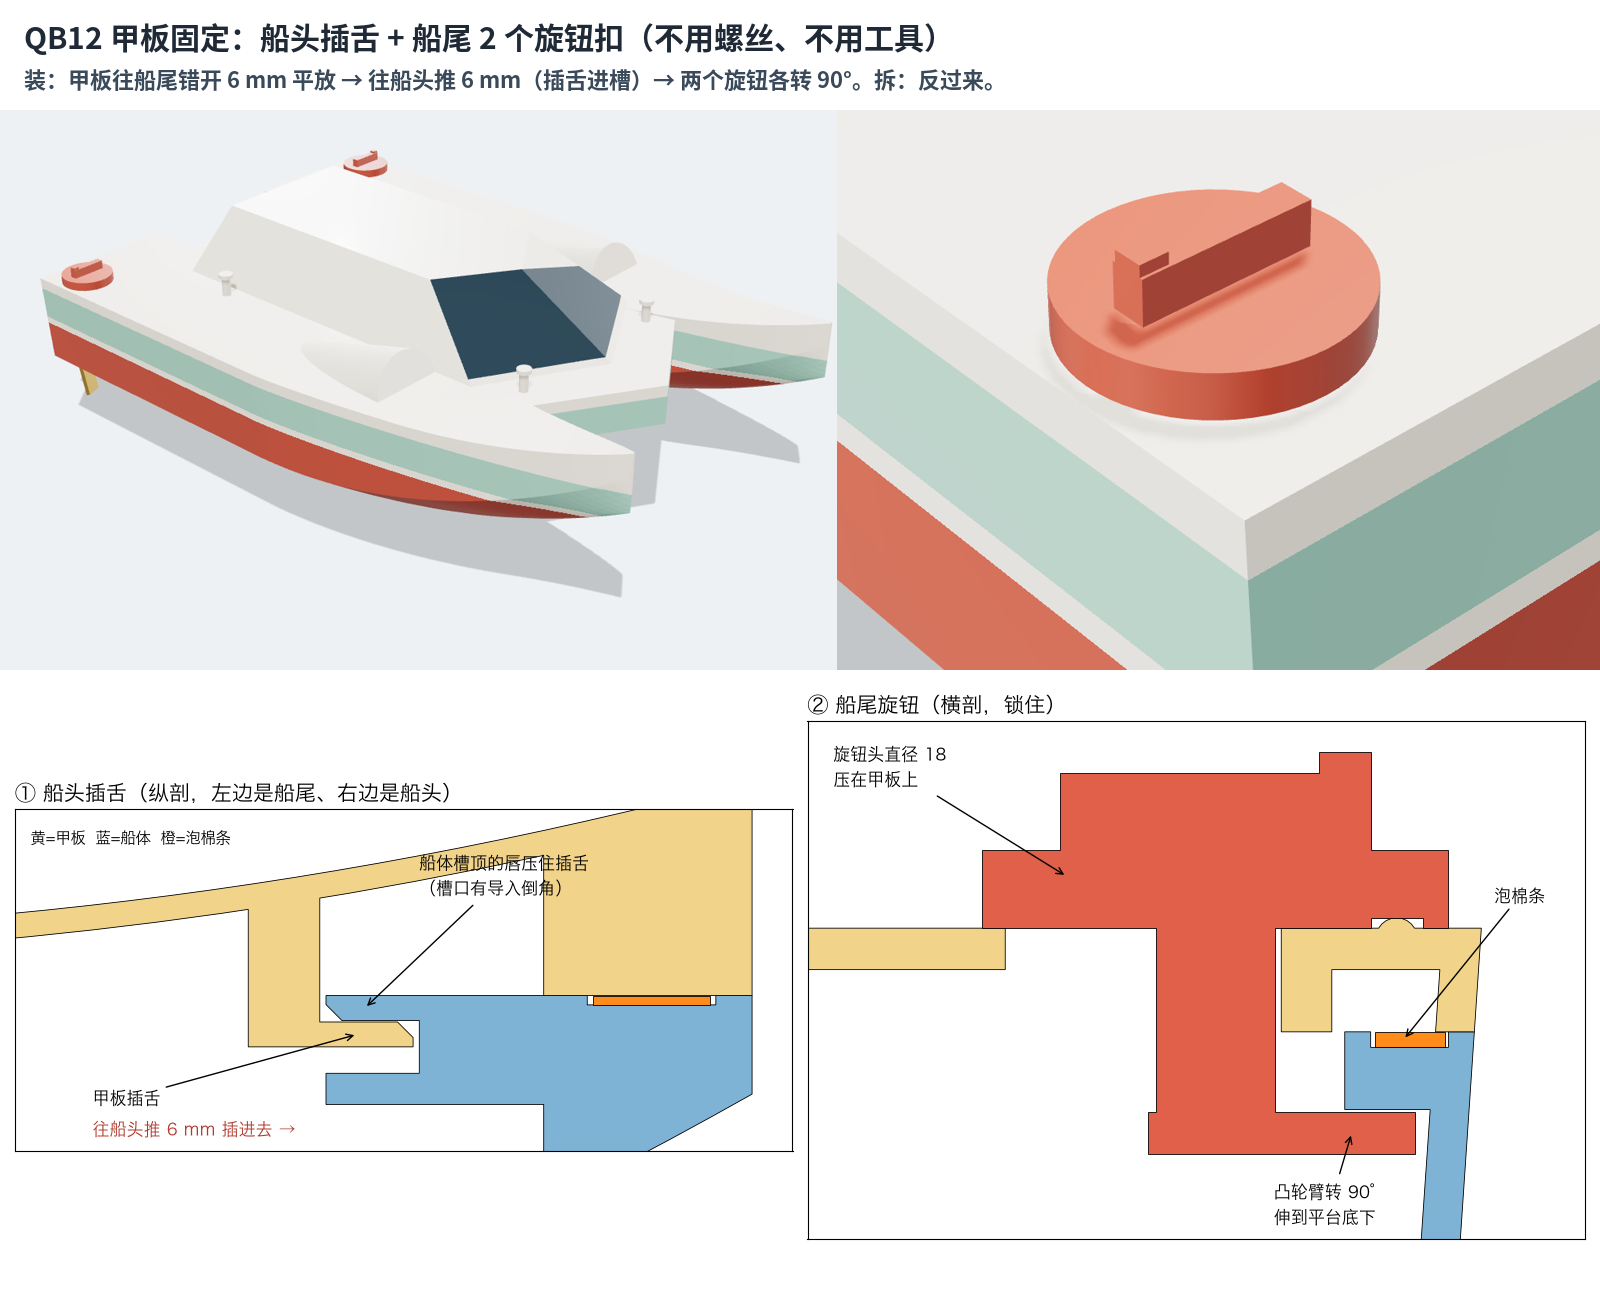 QB12 甲板固定：船头插舌 + 船尾 2 个旋钮扣（不用螺丝、不用工具）
装：甲板往船尾错开 6 mm 平放 → 往船头推 6 mm（插舌进槽）→ 两个旋钮各转 90°。拆：反过来。
① 船头插舌（纵剖，左边是船尾、右边是船头）
黄=甲板 蓝=船体 橙=泡棉条
船体槽顶的唇压住插舌
（槽口有导入倒角）
甲板插舌
往船头推 6 mm 插进去 →
② 船尾旋钮（横剖，锁住）
旋钮头直径 18
压在甲板上
泡棉条
凸轮臂转 90°
伸到平台底下